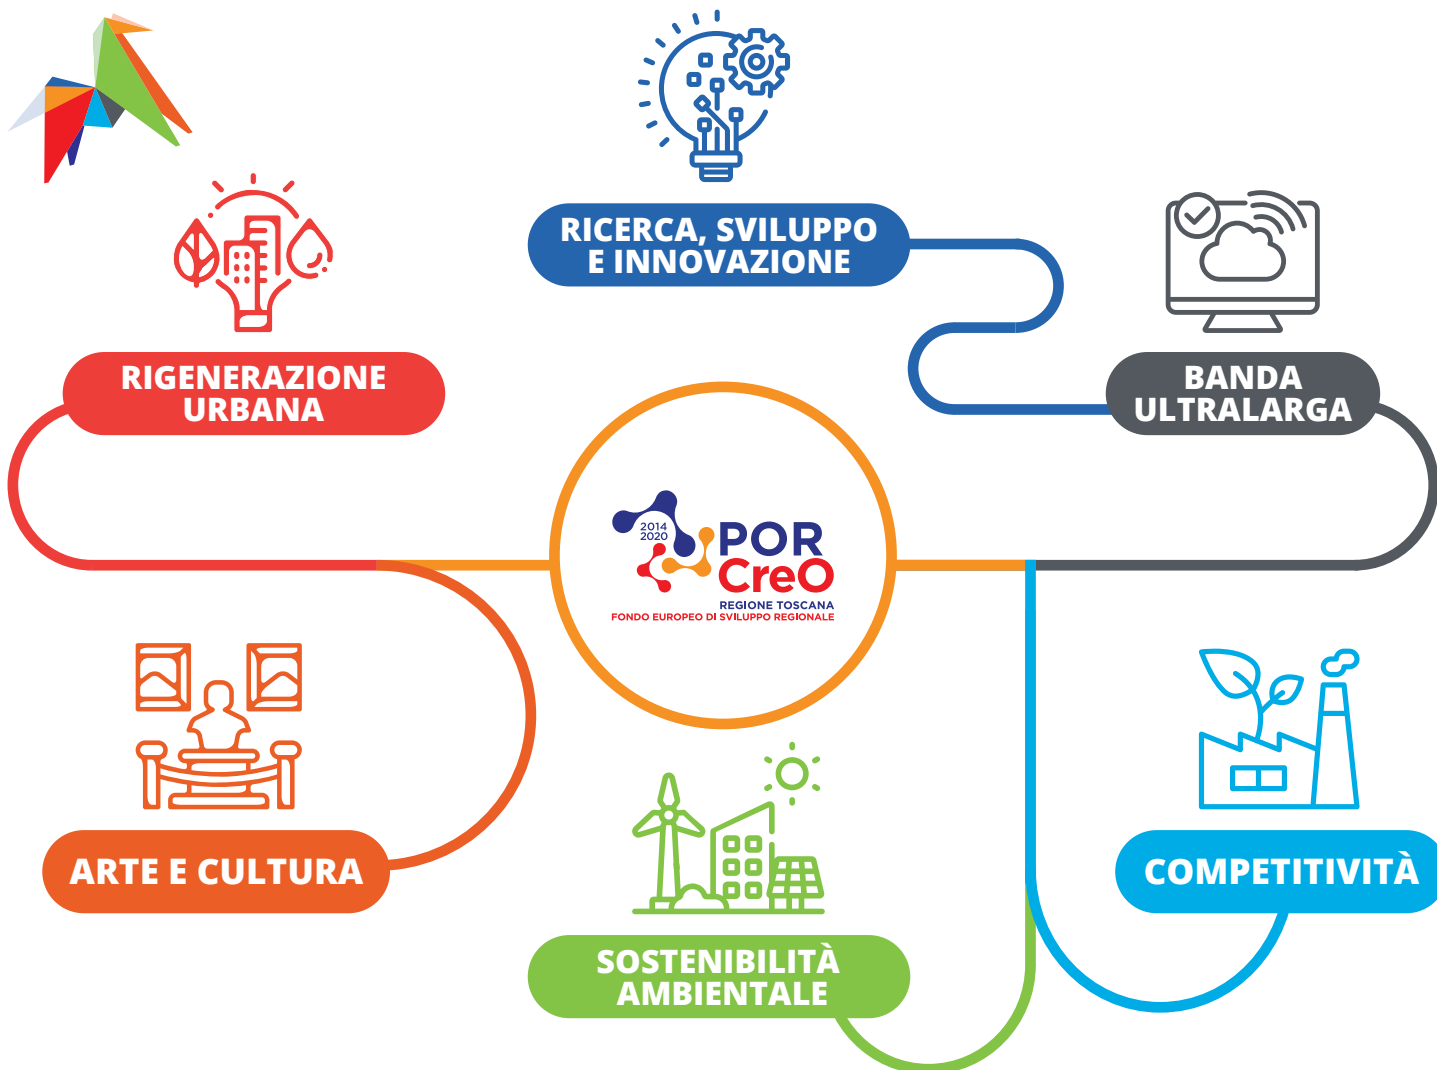 RICERCA, SVILUPPO
E INNOVAZIONE
RIGENERAZIONE
URBANA
BANDA
ULTRALARGA
2014
2020
POR
CreO
REGIONE TOSCANA
FONDO EUROPEO DI SVILUPPO REGIONALE
ARTE E CULTURA
COMPETITIVITÀ
SOSTENIBILITÀ
AMBIENTALE